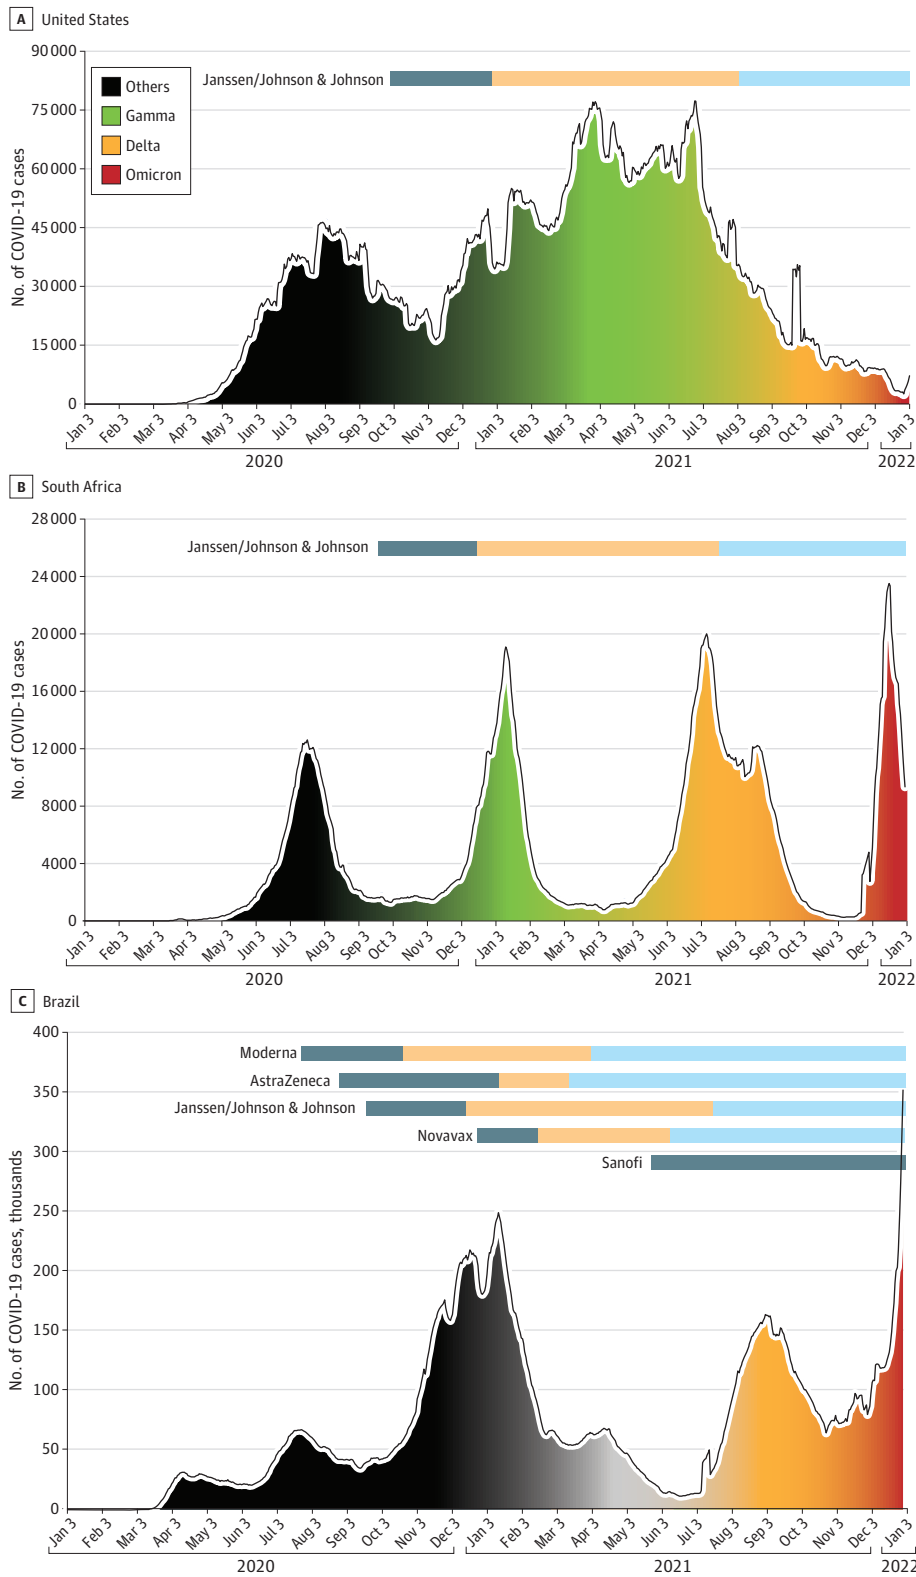 A United States
90 000
75 000
60 000
45 000
30 000
15 000
0
No. of COVID-19 cases
Janssen/Johnson & Johnson
Others
Gamma
Delta
Omicron
Jan 3 Feb 3 Mar 3 Apr 3 May 3 Jun 3 Jul 3 Aug 3 Sep 3 Oct 3 Nov 3 Dec 3 Jan 3 Feb 3 Mar 3 Apr 3 May 3 Jun 3 Jul 3 Aug 3 Sep 3 Oct 3 Nov 3 Dec 3 Jan 3
2020 2021 2022
B South Africa
28 000
24 000
20 000
16 000
12 000
8000
4000
0
No. of COVID-19 cases
Janssen/Johnson & Johnson
Jan 3 Feb 3 Mar 3 Apr 3 May 3 Jun 3 Jul 3 Aug 3 Sep 3 Oct 3 Nov 3 Dec 3 Jan 3 Feb 3 Mar 3 Apr 3 May 3 Jun 3 Jul 3 Aug 3 Sep 3 Oct 3 Nov 3 Dec 3 Jan 3
2020 2021 2022
C Brazil
400
350
300
250
200
150
100
50
0
No. of COVID-19 cases, thousands
Moderna
AstraZeneca
Janssen/Johnson & Johnson
Novavax
Sanofi
Jan 3 Feb 3 Mar 3 Apr 3 May 3 Jun 3 Jul 3 Aug 3 Sep 3 Oct 3 Nov 3 Dec 3 Jan 3 Feb 3 Mar 3 Apr 3 May 3 Jun 3 Jul 3 Aug 3 Sep 3 Oct 3 Nov 3 Dec 3 Jan 3
2020 2021 2022